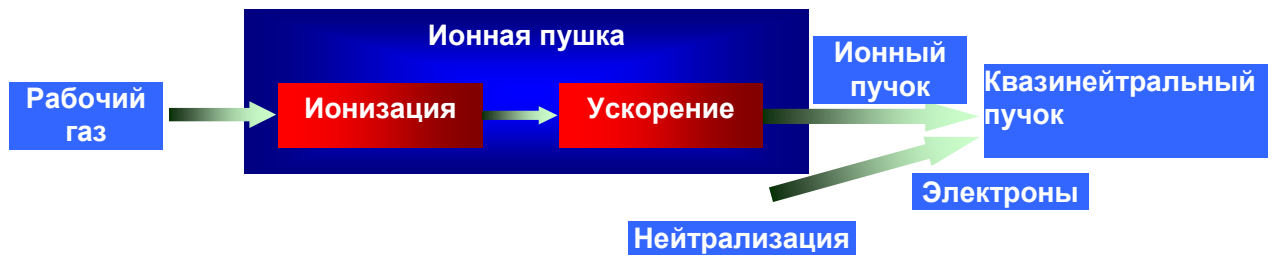 Ионная пушка
Рабочий
газ
Ионизация
Ускорение
Ионный
пучок
Квазинейтральный
пучок
Электроны
Нейтрализация